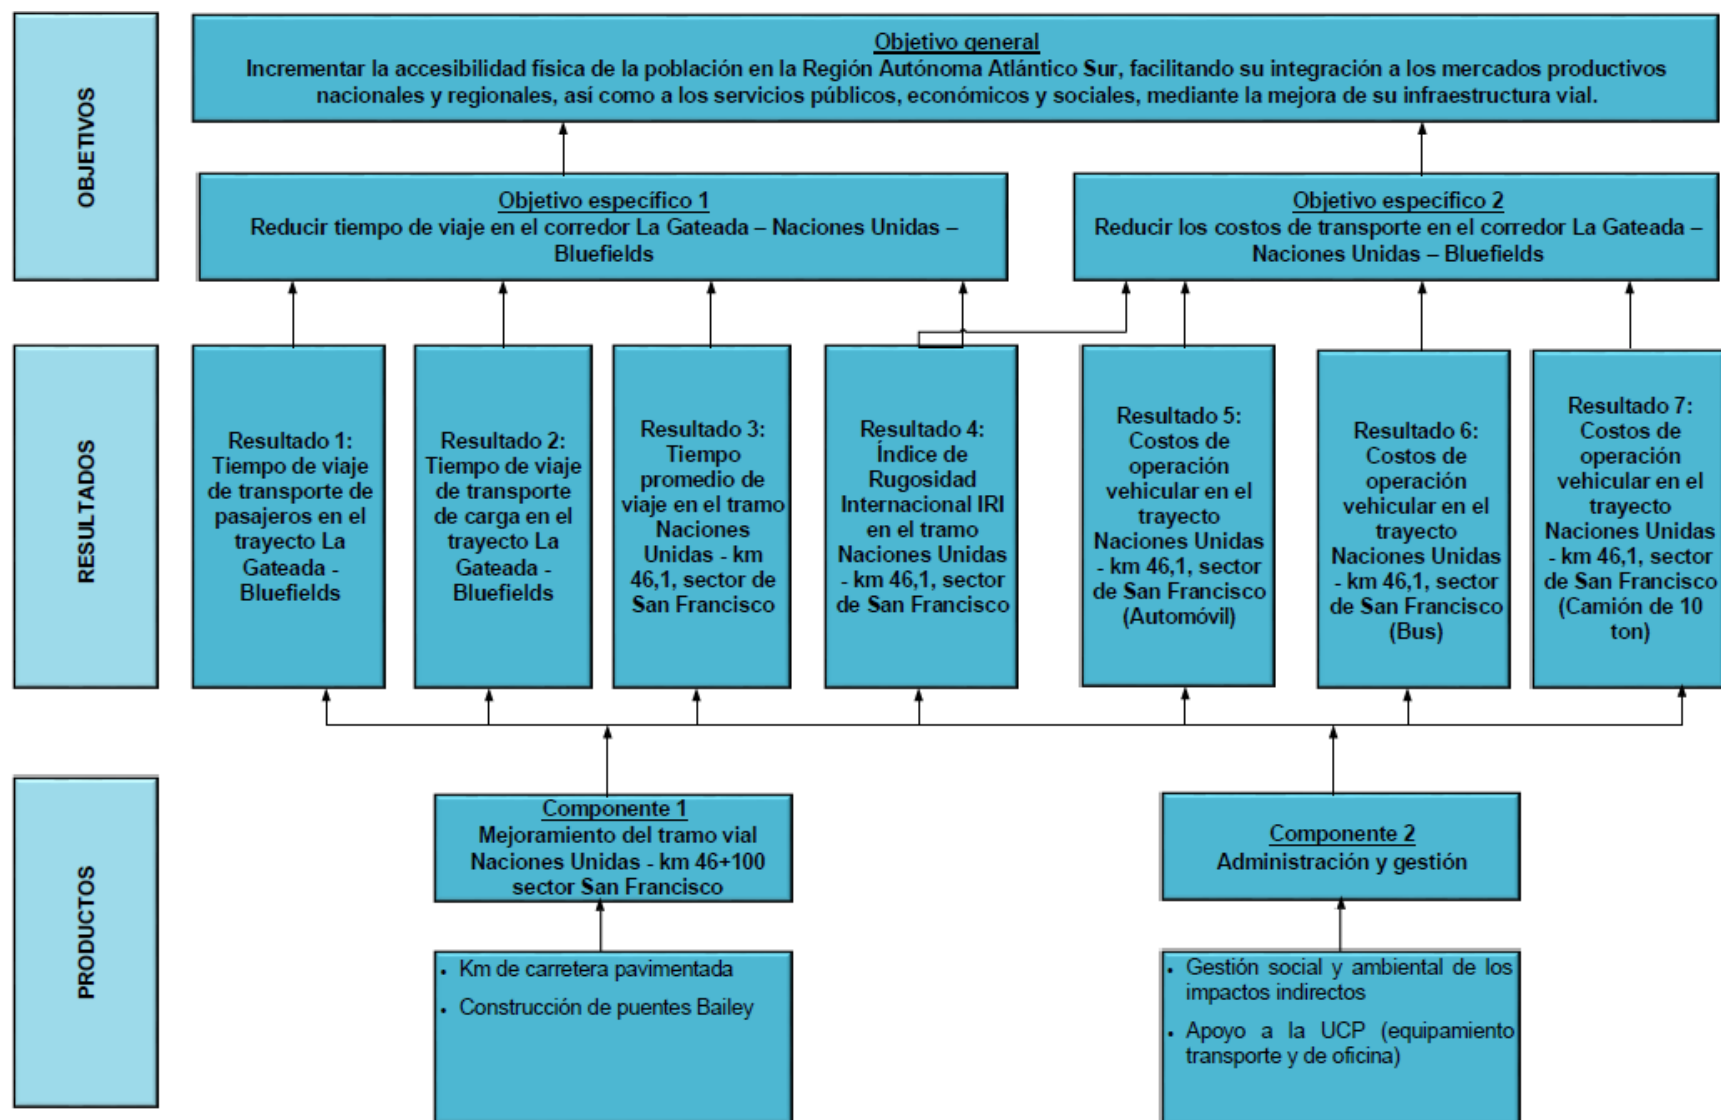 OBJETIVOS
Objetivo general
Incrementar la accesibilidad física de la población en la Región Autónoma Atlántico Sur, facilitando su integración a los mercados productivos
nacionales y regionales, así como a los servicios públicos, económicos y sociales, mediante la mejora de su infraestructura vial.
Objetivo específico 1
Reducir tiempo de viaje en el corredor La Gateada – Naciones Unidas –
Bluefields
Objetivo específico 2
Reducir los costos de transporte en el corredor La Gateada –
Naciones Unidas – Bluefields
RESULTADOS
Resultado 1:
Tiempo de viaje
de transporte de
pasajeros en el
trayecto La
Gateada -
Bluefields
Resultado 2:
Tiempo de viaje
de transporte
de carga en el
trayecto La
Gateada -
Bluefields
Resultado 3:
Tiempo
promedio de
viaje en el tramo
Naciones
Unidas - km
46,1, sector de
San Francisco
Resultado 4:
Índice de
Rugosidad
Internacional IRI
en el tramo
Naciones Unidas
- km 46,1, sector
de San Francisco
Resultado 5:
Costos de
operación
vehicular en el
trayecto
Naciones Unidas
- km 46,1, sector
de San Francisco
(Automóvil)
Resultado 6:
Costos de
operación
vehicular en el
trayecto
Naciones Unidas
- km 46,1, sector
de San Francisco
(Bus)
Resultado 7:
Costos de
operación
vehicular en el
trayecto
Naciones Unidas
- km 46,1, sector
de San Francisco
(Camión de 10
ton)
PRODUCTOS
Componente 1
Mejoramiento del tramo vial
Naciones Unidas - km 46+100
sector San Francisco
Componente 2
Administración y gestión
• Km de carretera pavimentada
• Construcción de puentes Bailey
• Gestión social y ambiental de los
impactos indirectos
• Apoyo a la UCP (equipamiento
transporte y de oficina)